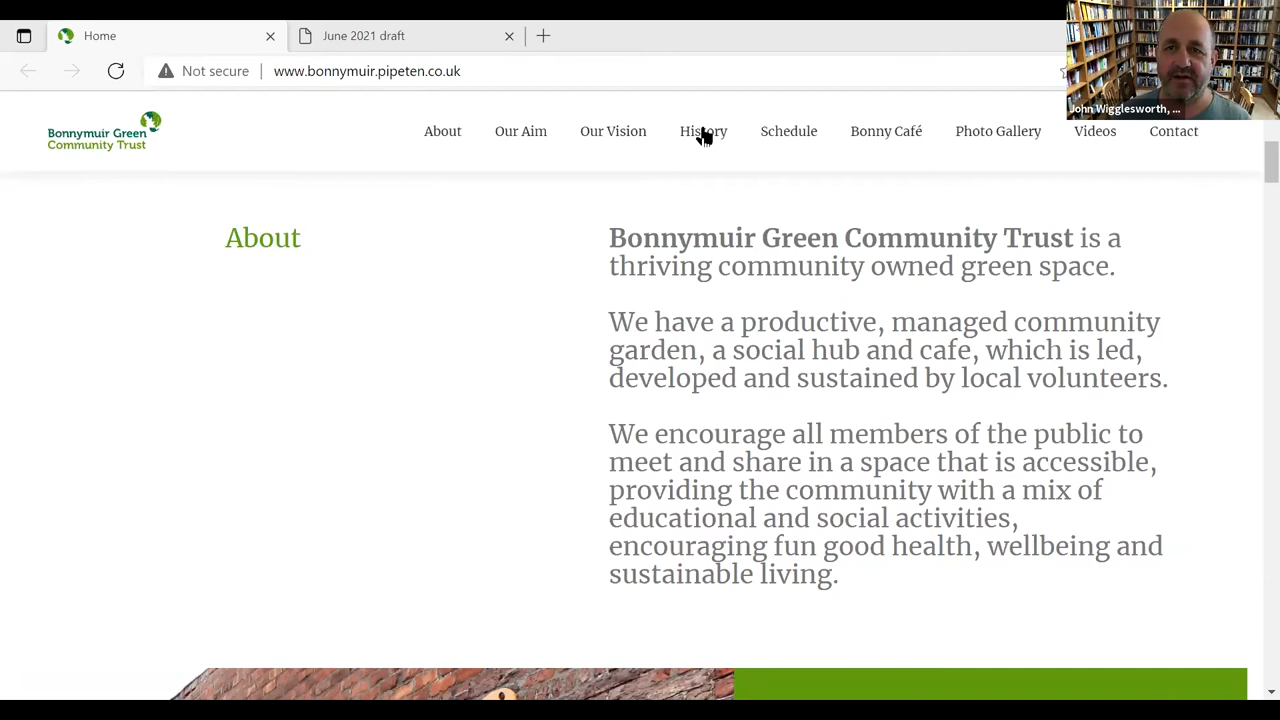 Home
June 2021 draft
Not secure
www.bonnymuir.pipeten.co.uk
John Wigglesworth, ...
Bonnymuir Green
Community Trust
About
Our Aim
Our Vision
History
Schedule
Bonny Café
Photo Gallery
Videos
Contact
About
Bonnymuir Green Community Trust is a
thriving community owned green space.
We have a productive, managed community
garden, a social hub and cafe, which is led,
developed and sustained by local volunteers.
We encourage all members of the public to
meet and share in a space that is accessible,
providing the community with a mix of
educational and social activities,
encouraging fun good health, wellbeing and
sustainable living.